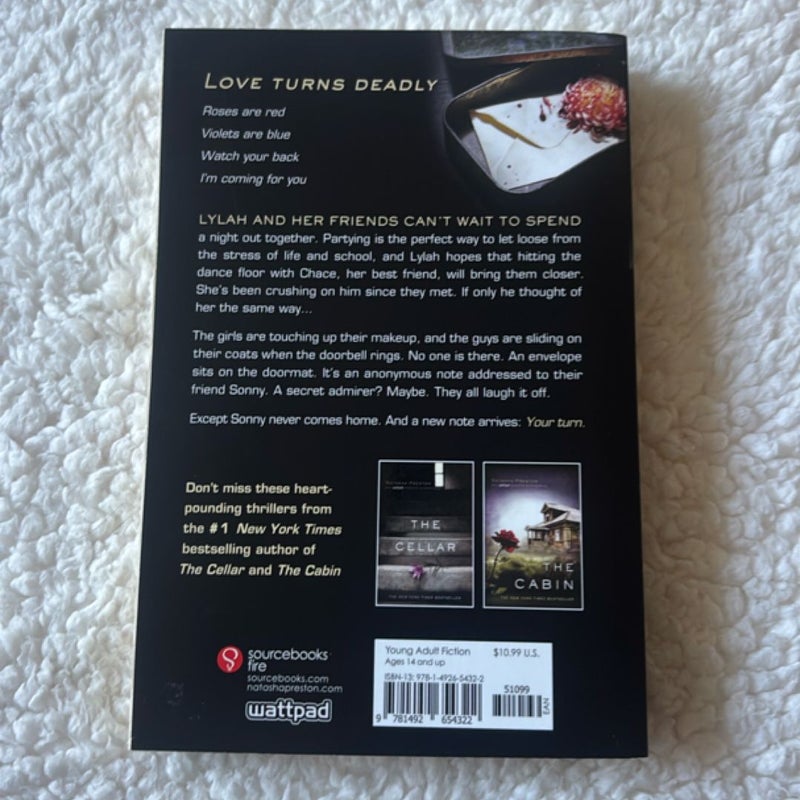 LOVE TURNS DEADLY
Roses are red
Violets are blue
Watch your back
I'm coming for you
LYLAH AND HER FRIENDS CAN'T WAIT TO SPEND
a night out together. Partying is the perfect way to let loose from
the stress of life and school, and Lylah hopes that hitting the
dance floor with Chace, her best friend, will bring them closer.
She's been crushing on him since they met. If only he thought of
her the same way...
The girls are touching up their makeup, and the guys are sliding on
their coats when the doorbell rings. No one is there. An envelope
sits on the doormat. It's an anonymous note addressed to their
friend Sonny. A secret admirer? Maybe. They all laugh it off.
Except Sonny never comes home. And a new note arrives: Your turn.
Don't miss these heart-
pounding thrillers from
the #1 New York Times
bestselling author of
The Cellar and The Cabin
THE
CELLAR
THE
CABIN
sourcebooks
fire
sourcebooks.com
natashapreston.com
wattpad
Young Adult Fiction
$10.99 U.S.
Ages 14 and up
ISBN-13: 978-1-4926-5432-2
51099
EAN
9 781492 654322